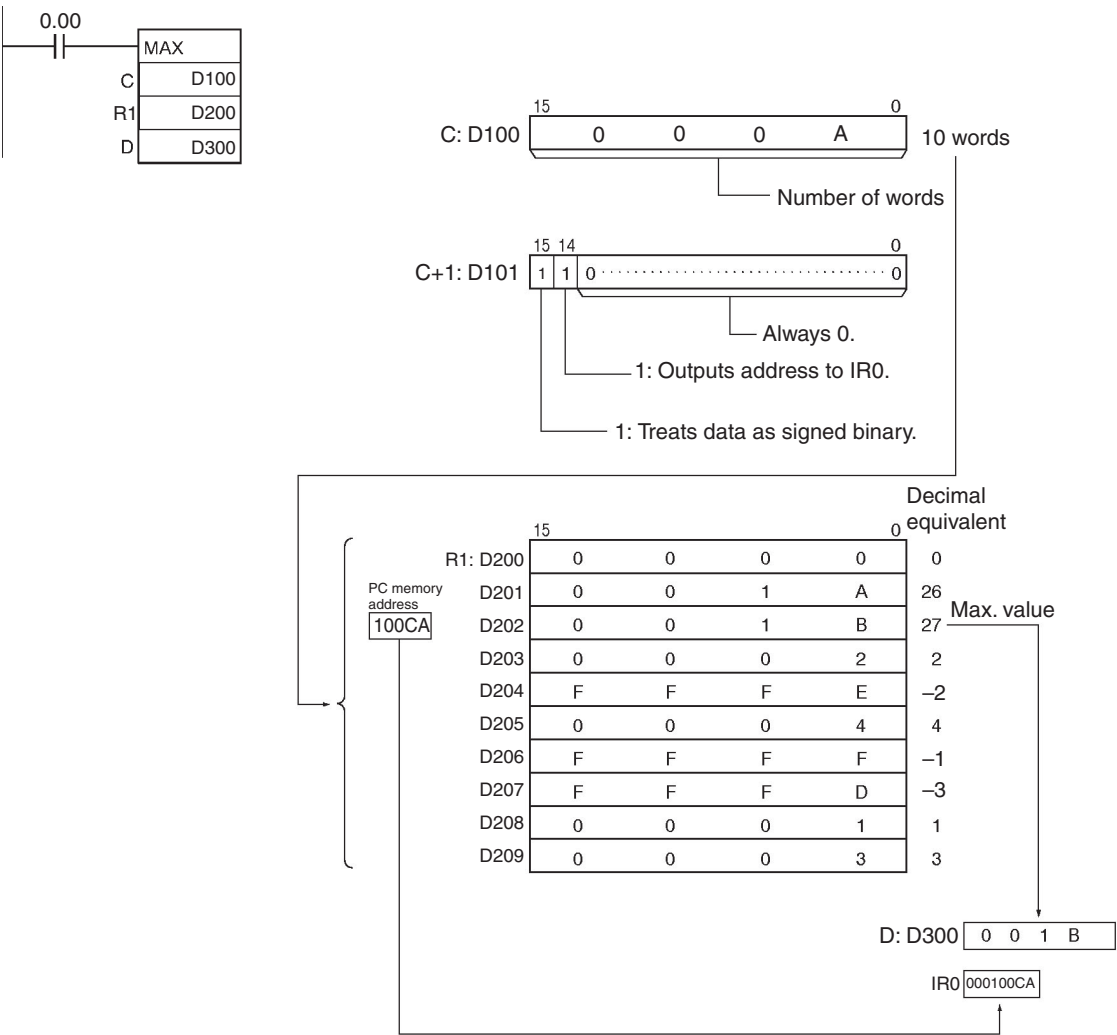 0.00
MAX
C D100
R1 D200
D D300
15 0
C: D100 0 0 0 A 10 words
Number of words
15 14 0
C+1: D101 1 1 0 0
Always 0.
1: Outputs address to IR0.
1: Treats data as signed binary.
Decimal
equivalent
15 0
R1: D200 0 0 0 0 0
PC memory
address
100CA
D201 0 0 1 A 26
Max. value
D202 0 0 1 B 27
D203 0 0 0 2 2
D204 F F F E –2
D205 0 0 0 4 4
D206 F F F F –1
D207 F F F D –3
D208 0 0 0 1 1
D209 0 0 0 3 3
D: D300 0 0 1 B
IR0 000100CA